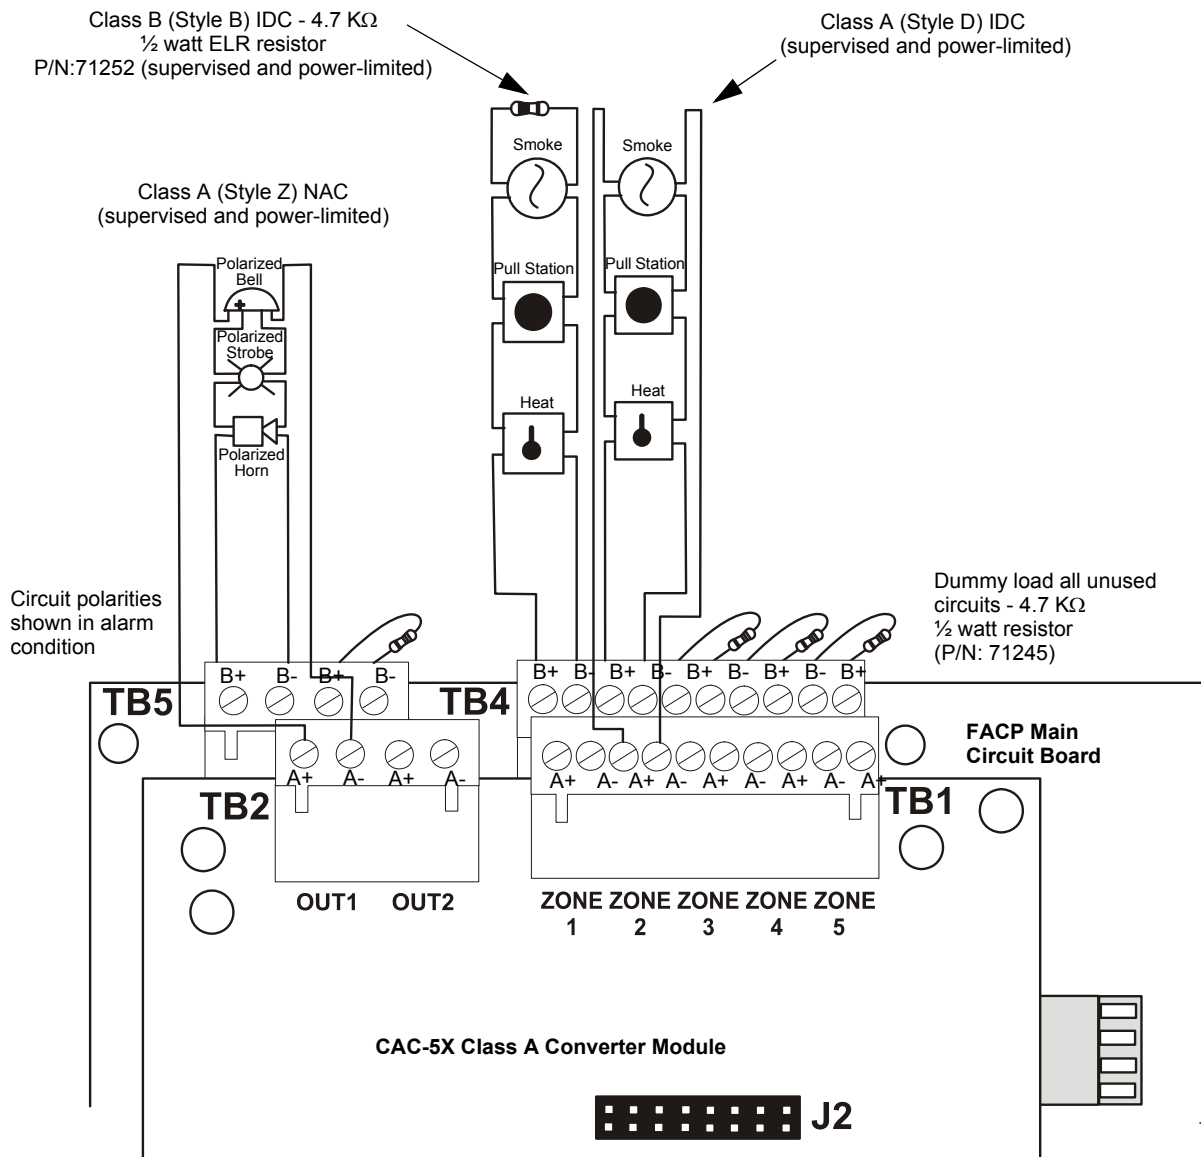 Class B (Style B) IDC - 4.7 KΩ
½ watt ELR resistor
P/N:71252 (supervised and power-limited)
Class A (Style D) IDC
(supervised and power-limited)
Class A (Style Z) NAC
(supervised and power-limited)
Smoke
Smoke
Polarized
Bell
+
Pull Station
Pull Station
Polarized
Strobe
Heat
Heat
Polarized
Horn
Circuit polarities
shown in alarm
condition
Dummy load all unused
circuits - 4.7 KΩ
½ watt resistor
(P/N: 71245)
TB5
B+ B- B+ B-
TB4
B+ B- B+ B- B+ B- B+ B- B+
FACP Main
Circuit Board
A+ A- A+ A-
A+ A- A+ A- A+ A- A+ A- A+
TB2
TB1
OUT1 OUT2
ZONE ZONE ZONE ZONE ZONE
1 2 3 4 5
CAC-5X Class A Converter Module
J2